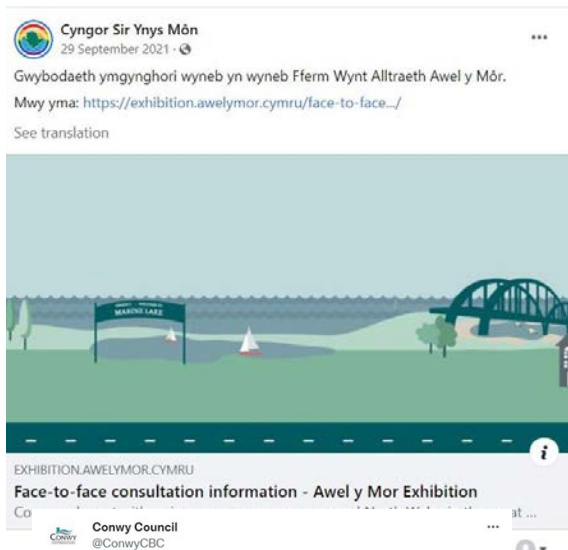 Cyngor Sir Ynys Môn
29 September 2021 ·
Gwybodaeth ymgynghori wyneb yn wyneb Fferm Wynt Alltraeth Awel y Môr.
Mwy yma: https://exhibition.awelymor.cymru/face-to-face.../
See translation
MARINE LAKE
i
EXHIBITION.AWELYMOR.CYMRU
Face-to-face consultation information - Awel y Mor Exhibition
CONWY
Conwy Council
@ConwyCBC